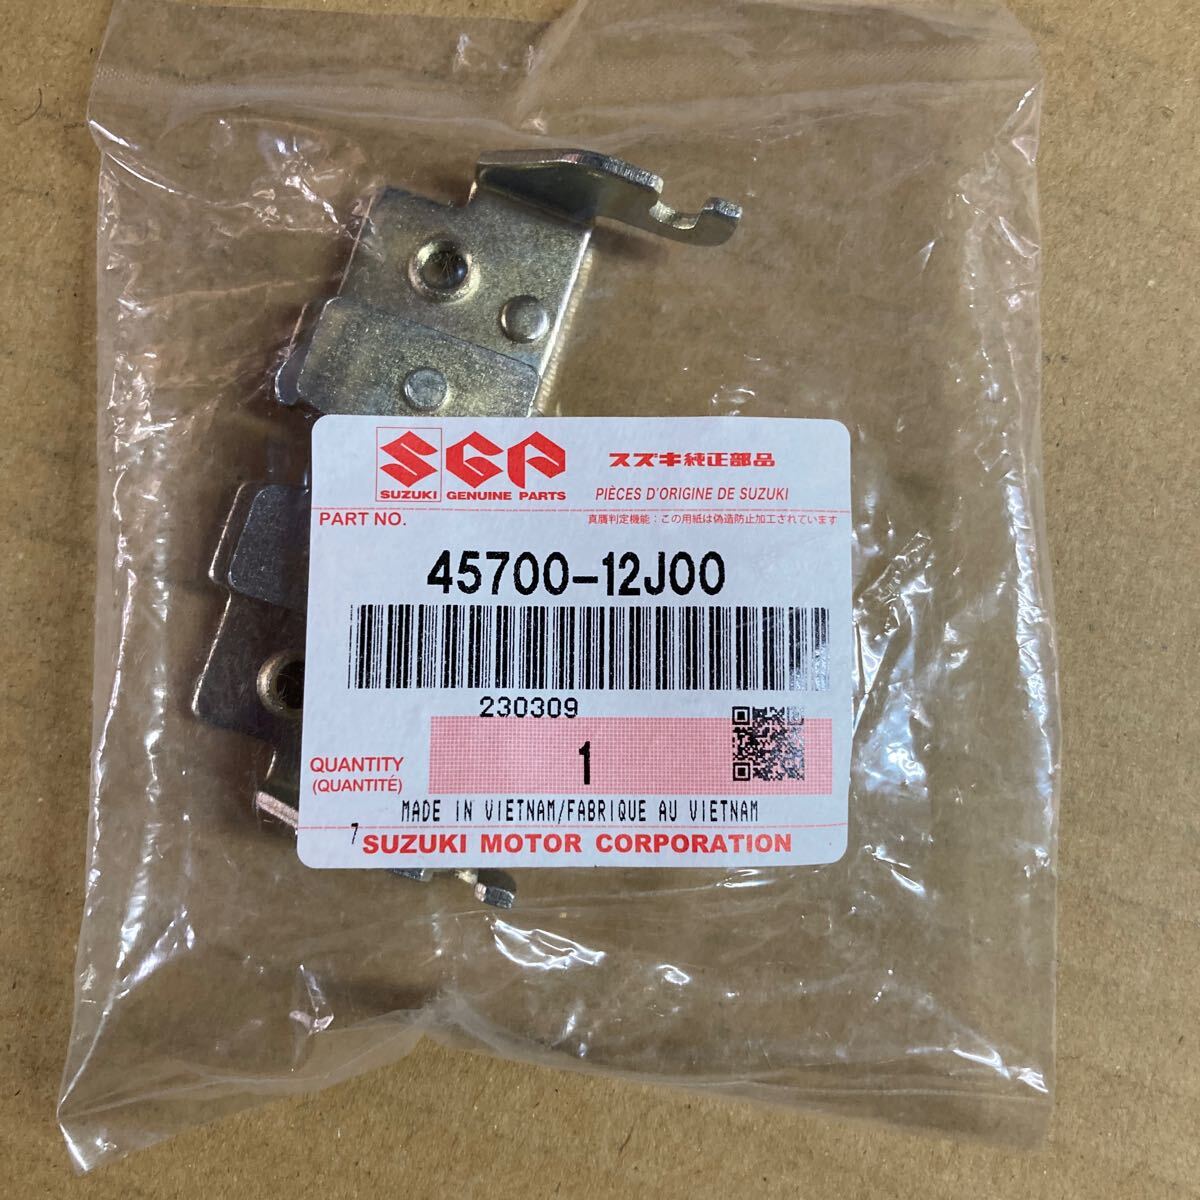 SGP スズキ純正部品
SUZUKI GENUINE PARTS PIÈCES D'ORIGINE DE SUZUKI
PART NO. 真贋判定機能：この用紙は偽造防止加工されています
45700-12J00
230309
QUANTITY 1
(QUANTITÉ)
MADE IN VIETNAM/FABRIQUE AU VIETNAM
7 SUZUKI MOTOR CORPORATION